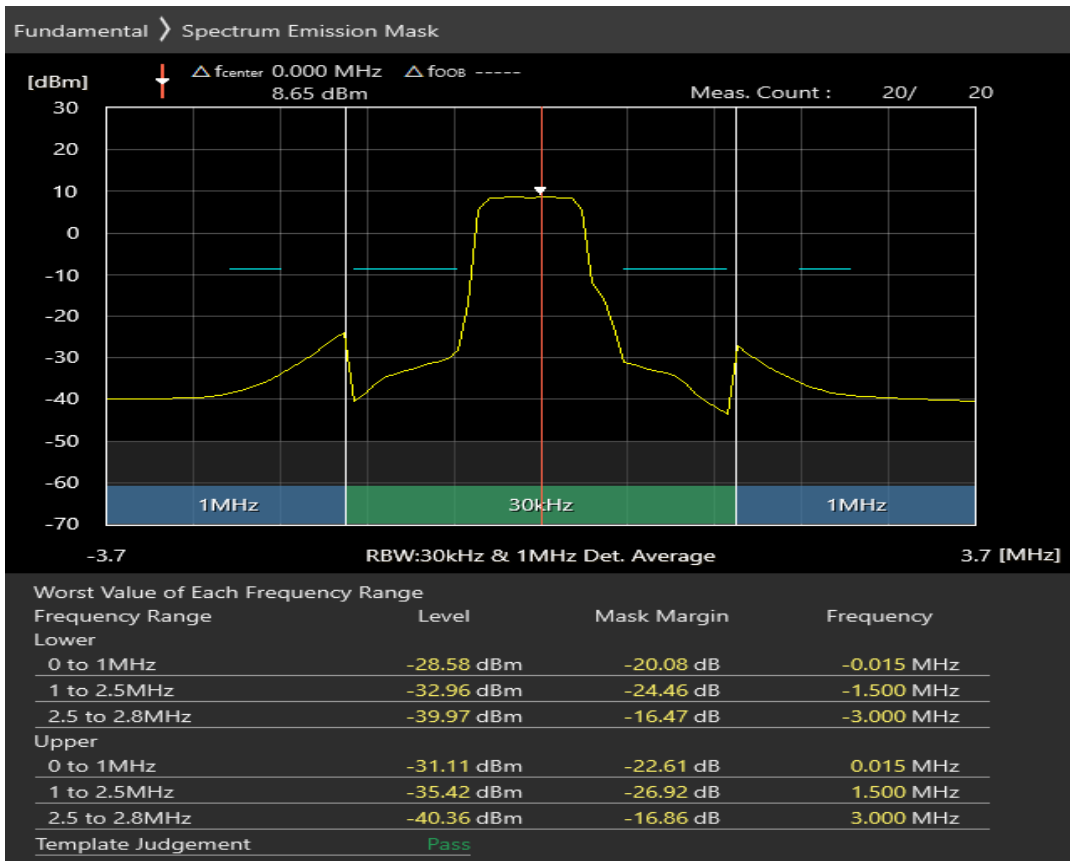 Fundamental 〉 Spectrum Emission Mask
△ fcenter 0.000 MHz △ fOOB -----
[dBm]
8.65 dBm Meas. Count : 20/ 20
30
20
10
0
-10
-20
-30
-40
-50
-60
-70
1MHz 30kHz 1MHz
-3.7 RBW:30kHz & 1MHz Det. Average 3.7 [MHz]
Worst Value of Each Frequency Range
Frequency Range Level Mask Margin Frequency
Lower
0 to 1MHz -28.58 dBm -20.08 dB -0.015 MHz
1 to 2.5MHz -32.96 dBm -24.46 dB -1.500 MHz
2.5 to 2.8MHz -39.97 dBm -16.47 dB -3.000 MHz
Upper
0 to 1MHz -31.11 dBm -22.61 dB 0.015 MHz
1 to 2.5MHz -35.42 dBm -26.92 dB 1.500 MHz
2.5 to 2.8MHz -40.36 dBm -16.86 dB 3.000 MHz
Template Judgement Pass